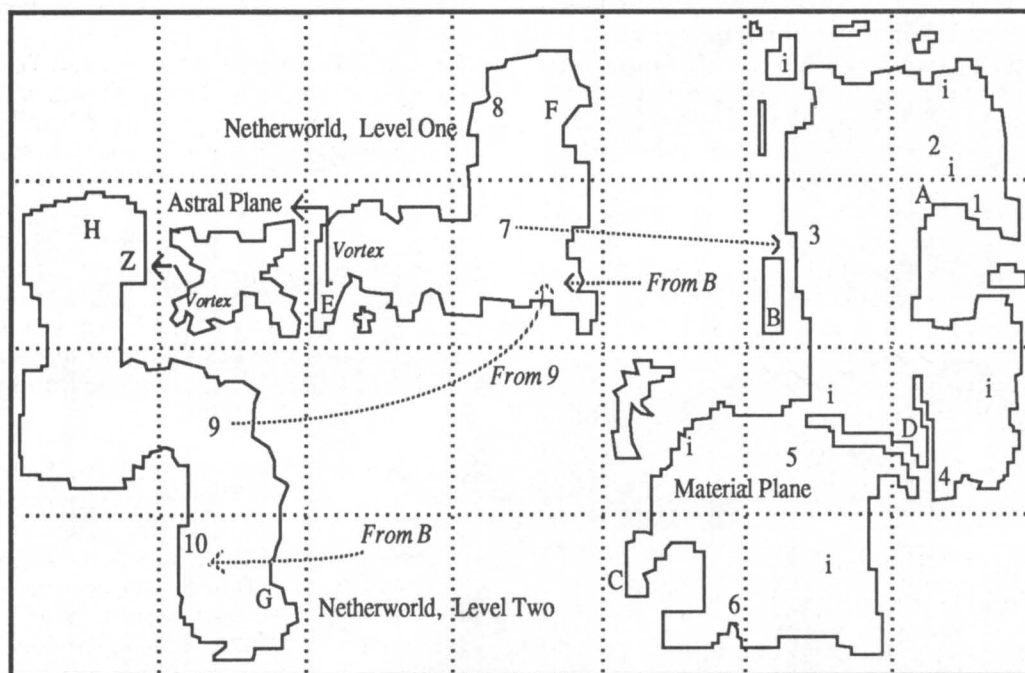 i
8
F
Netherworld, Level One
i
2
i
Astral Plane
A
1
H
7
3
Z
Vortex
From B
Vortex
E
B
From 9
i
i
9
i
D
5
4
Material Plane
10
From B
i
C
G
Netherworld, Level Two
6